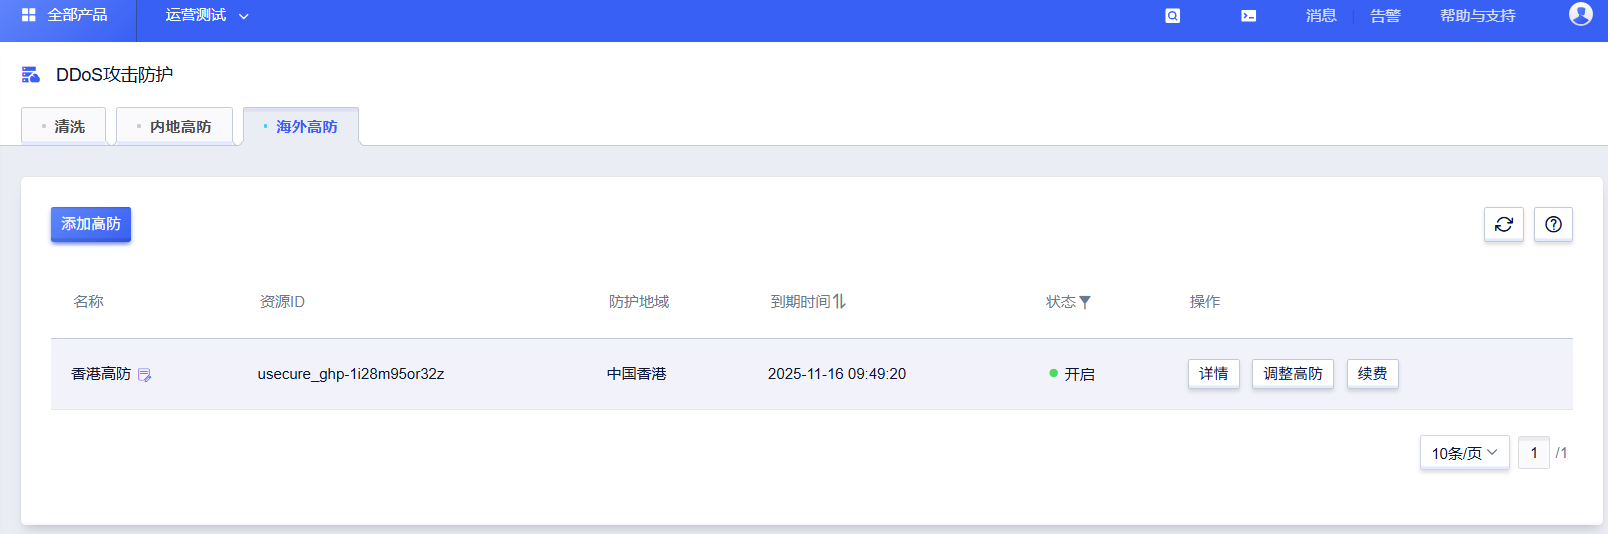 全部产品 运营测试 消息 告警 帮助与支持
DDoS攻击防护
清洗 内地高防 海外高防
添加高防
名称 资源ID 防护地域 到期时间 状态 操作
香港高防 usecure_ghp-1i28m95or32z 中国香港 2025-11-16 09:49:20 开启 详情 调整高防 续费
10条/页 1 /1